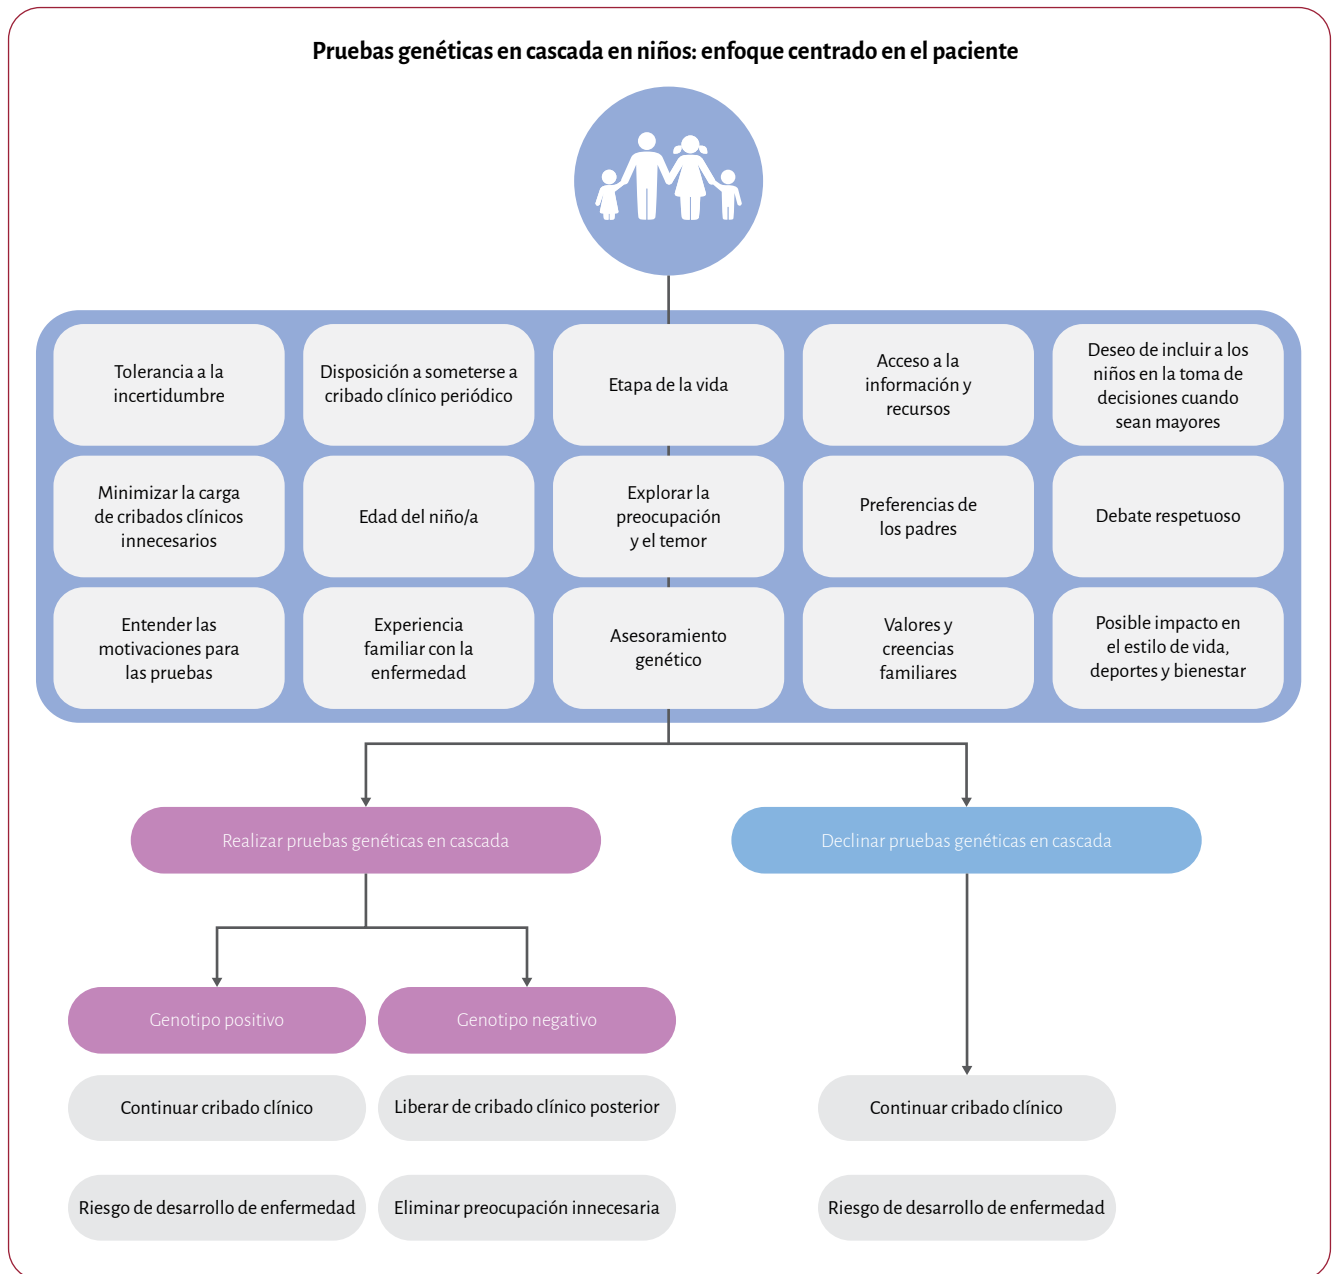 Pruebas genéticas en cascada en niños: enfoque centrado en el paciente
Tolerancia a la
incertidumbre
Disposición a someterse a
cribado clínico periódico
Etapa de la vida
Acceso a la
información y
recursos
Deseo de incluir a los
niños en la toma de
decisiones cuando
sean mayores
Minimizar la carga
de cribados clínicos
innecesarios
Edad del niño/a
Explorar la
preocupación
y el temor
Preferencias de
los padres
Debate respetuoso
Entender las
motivaciones para
las pruebas
Experiencia
familiar con la
enfermedad
Asesoramiento
genético
Valores y
creencias
familiares
Posible impacto en
el estilo de vida,
deportes y bienestar
Realizar pruebas genéticas en cascada
Declinar pruebas genéticas en cascada
Genotipo positivo
Genotipo negativo
Continuar cribado clínico
Liberar de cribado clínico posterior
Continuar cribado clínico
Riesgo de desarrollo de enfermedad
Eliminar preocupación innecesaria
Riesgo de desarrollo de enfermedad